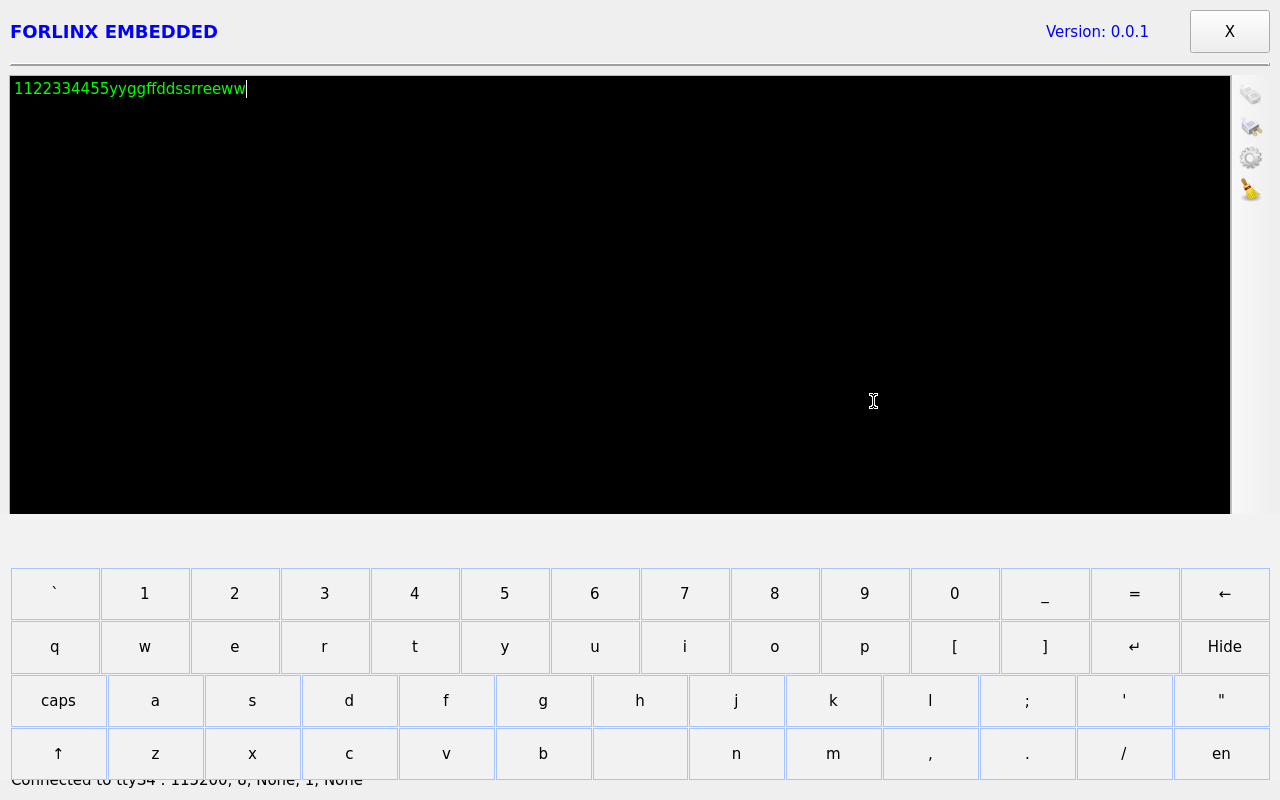 FORLINX EMBEDDED
Version: 0.0.1
X
1122334455yyggffddssrreeww
` 1 2 3 4 5 6 7 8 9 0 _ = ←
q w e r t y u i o p [ ] ↵ Hide
caps a s d f g h j k l ; ' "
↑ z x c v b n m , . / en
Connected to ttyS4 : 115200, 8, None, 1, None